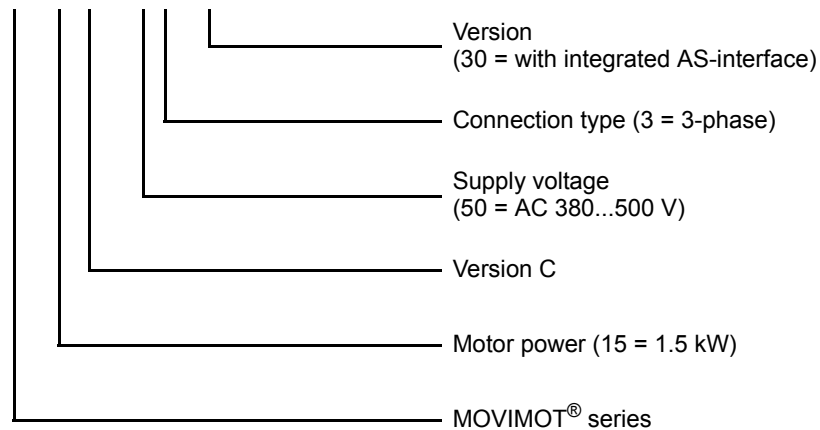 Version
(30 = with integrated AS-interface)
Connection type (3 = 3-phase)
Supply voltage
(50 = AC 380...500 V)
Version C
Motor power (15 = 1.5 kW)
MOVIMOT® series